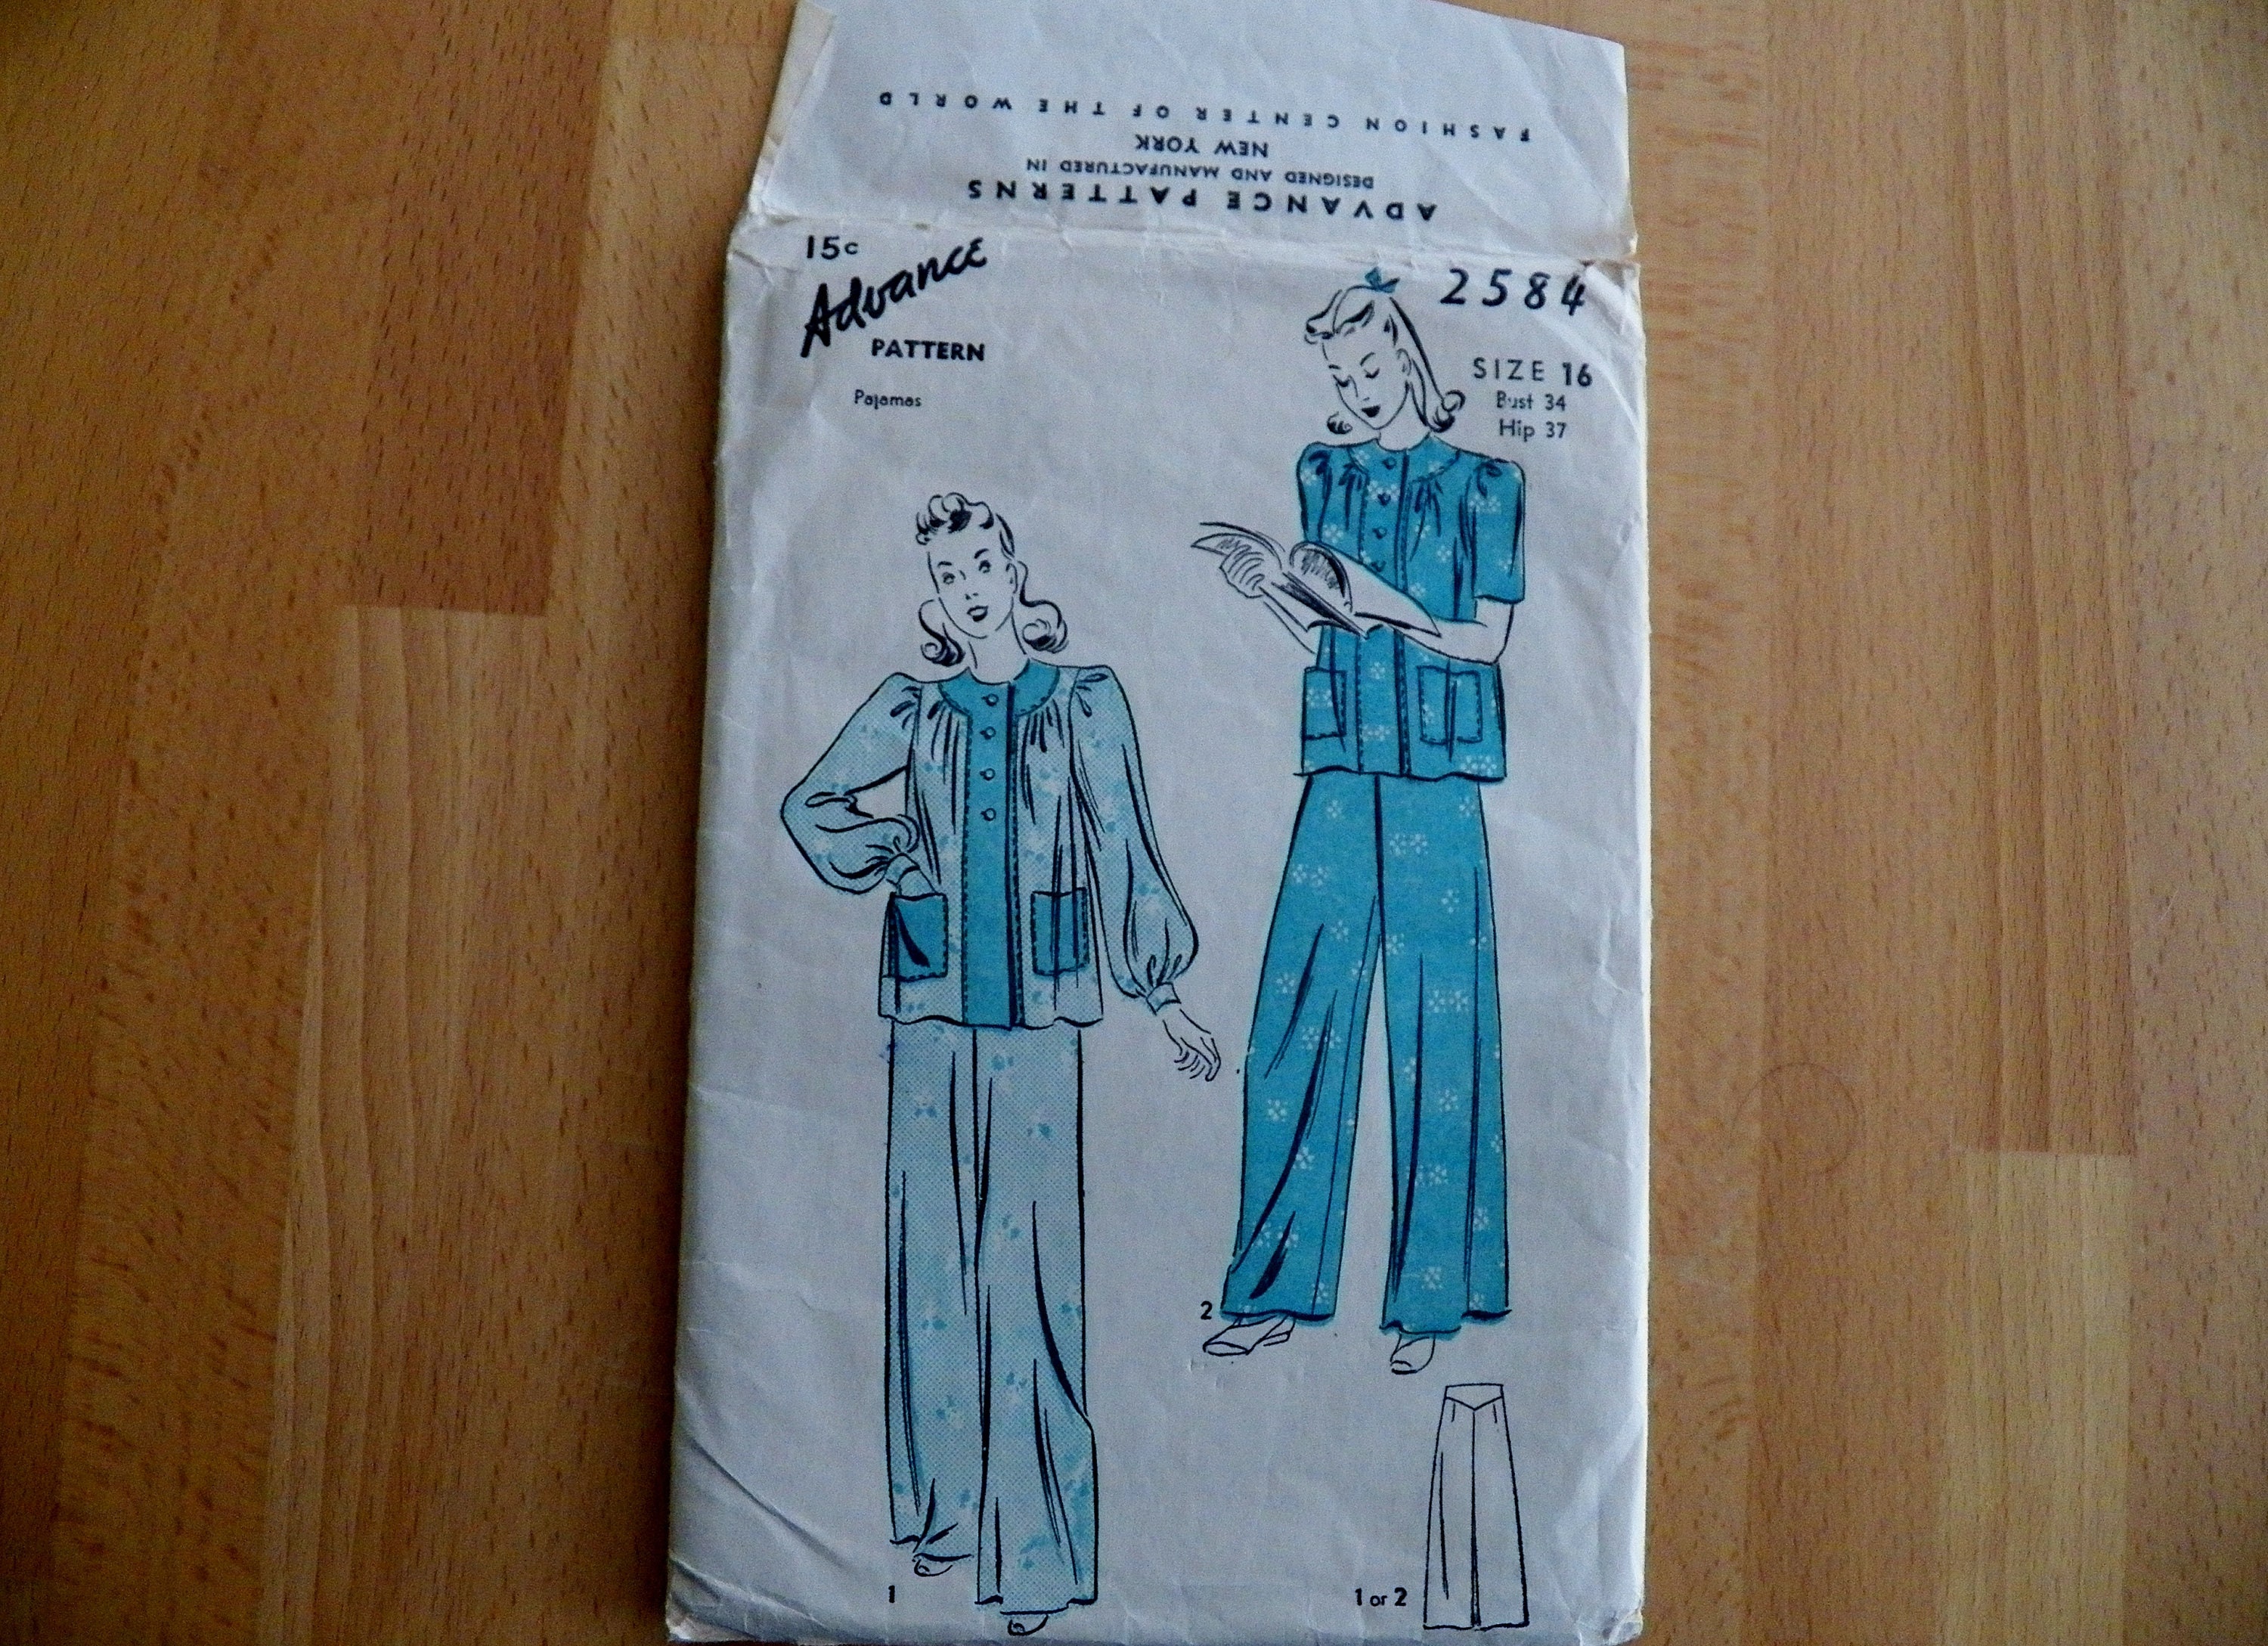 ADVANCE PATTERNS
DESIGNED AND MANUFACTURED IN
NEW YORK
FASHION CENTER OF THE WORLD
15c
Advance
PATTERN
Pajamas
2584
SIZE 16
Bust 34
Hip 37
2
1
1 or 2